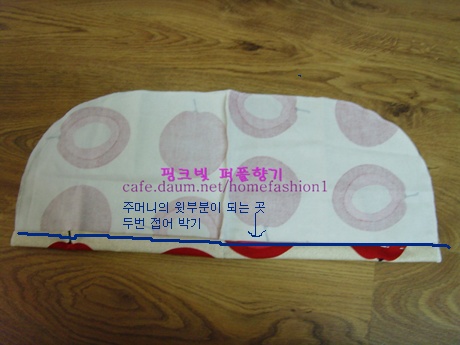 핑크빛 퍼플향기
cafe.daum.net/homefashion1
주머니의 윗부분이 되는 곳
두번 접어 박기